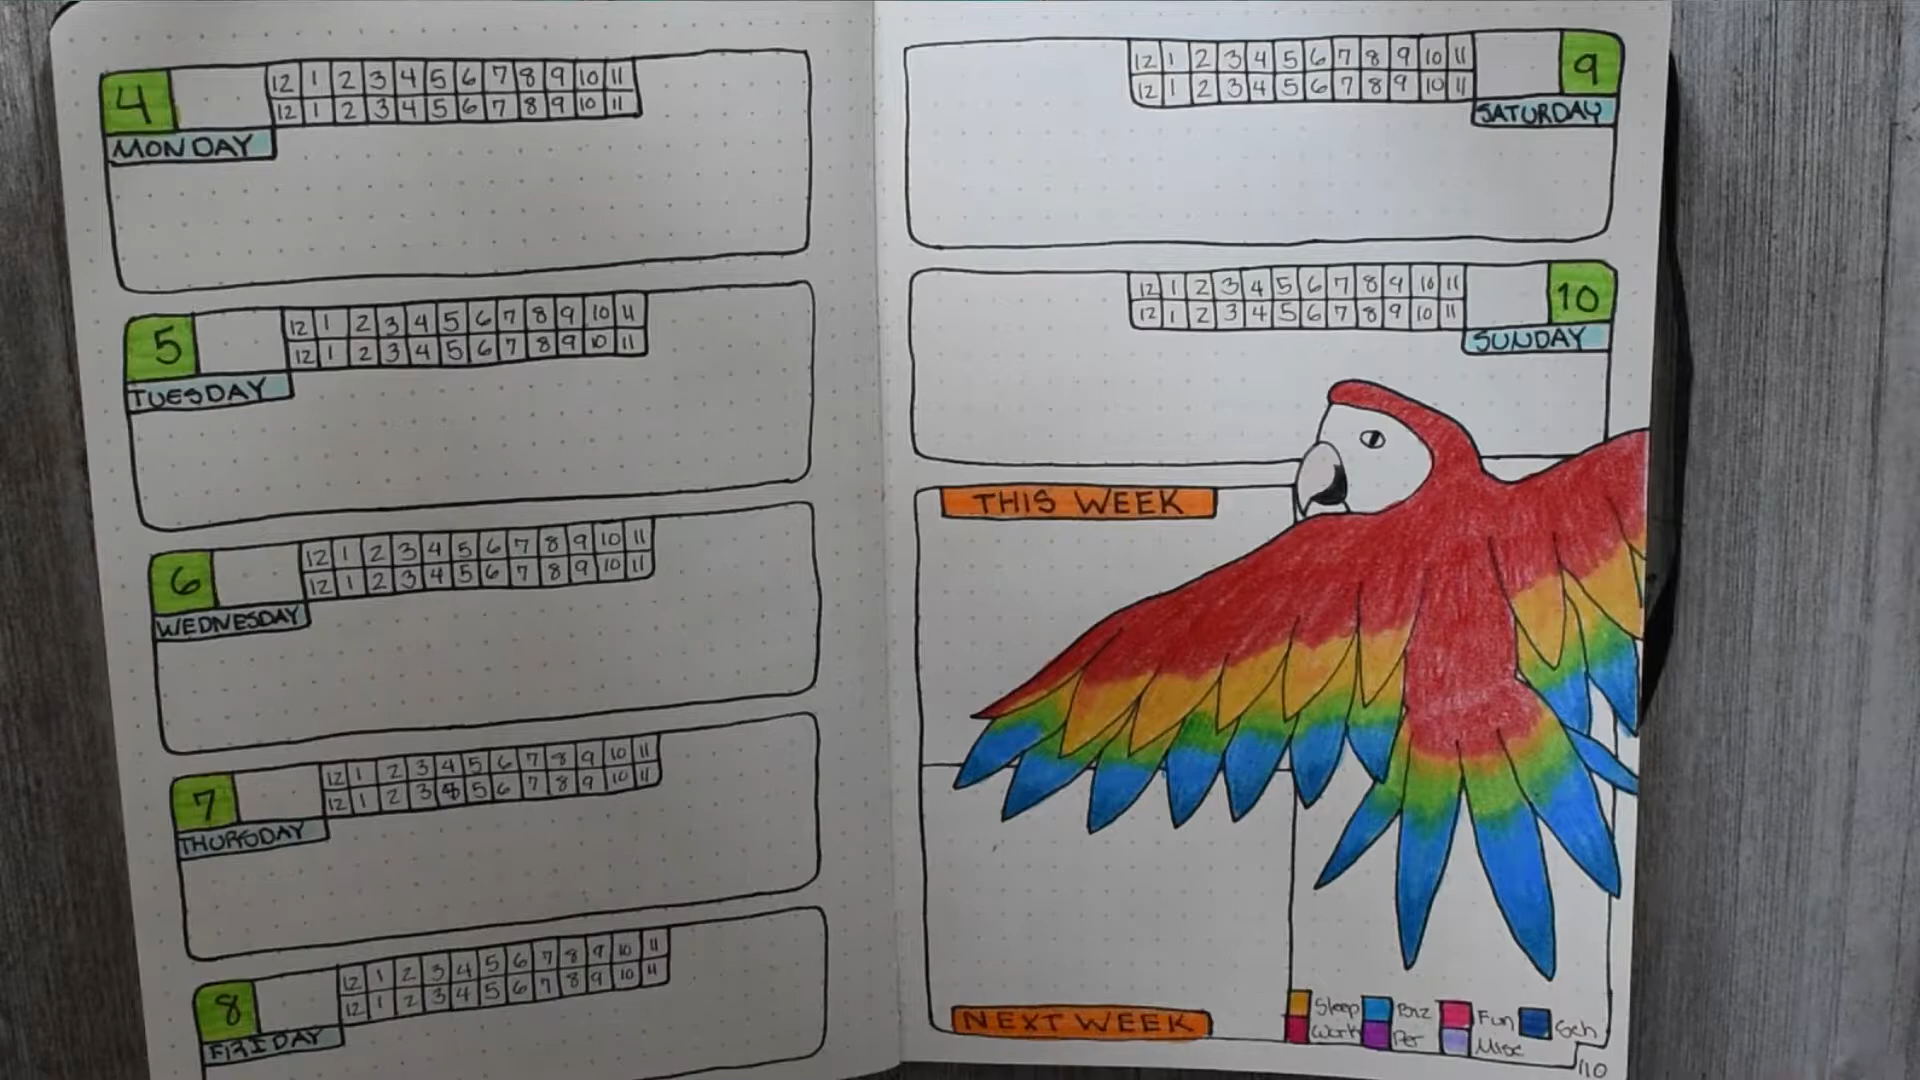 4
12 1 2 3 4 5 6 7 8 9 10 11
12 1 2 3 4 5 6 7 8 9 10 11
MONDAY
5
12 1 2 3 4 5 6 7 8 9 10 11
12 1 2 3 4 5 6 7 8 9 10 11
TUESDAY
6
12 1 2 3 4 5 6 7 8 9 10 11
12 1 2 3 4 5 6 7 8 9 10 11
WEDNESDAY
7
12 1 2 3 4 5 6 7 8 9 10 11
12 1 2 3 4 5 6 7 8 9 10 11
THURSDAY
8
12 1 2 3 4 5 6 7 8 9 10 11
12 1 2 3 4 5 6 7 8 9 10 11
FRIDAY
12 1 2 3 4 5 6 7 8 9 10 11
12 1 2 3 4 5 6 7 8 9 10 11
9
SATURDAY
12 1 2 3 4 5 6 7 8 9 10 11
12 1 2 3 4 5 6 7 8 9 10 11
10
SUNDAY
THIS WEEK
NEXT WEEK
Sleep Biz Fun Sch
Work Per Misc
110